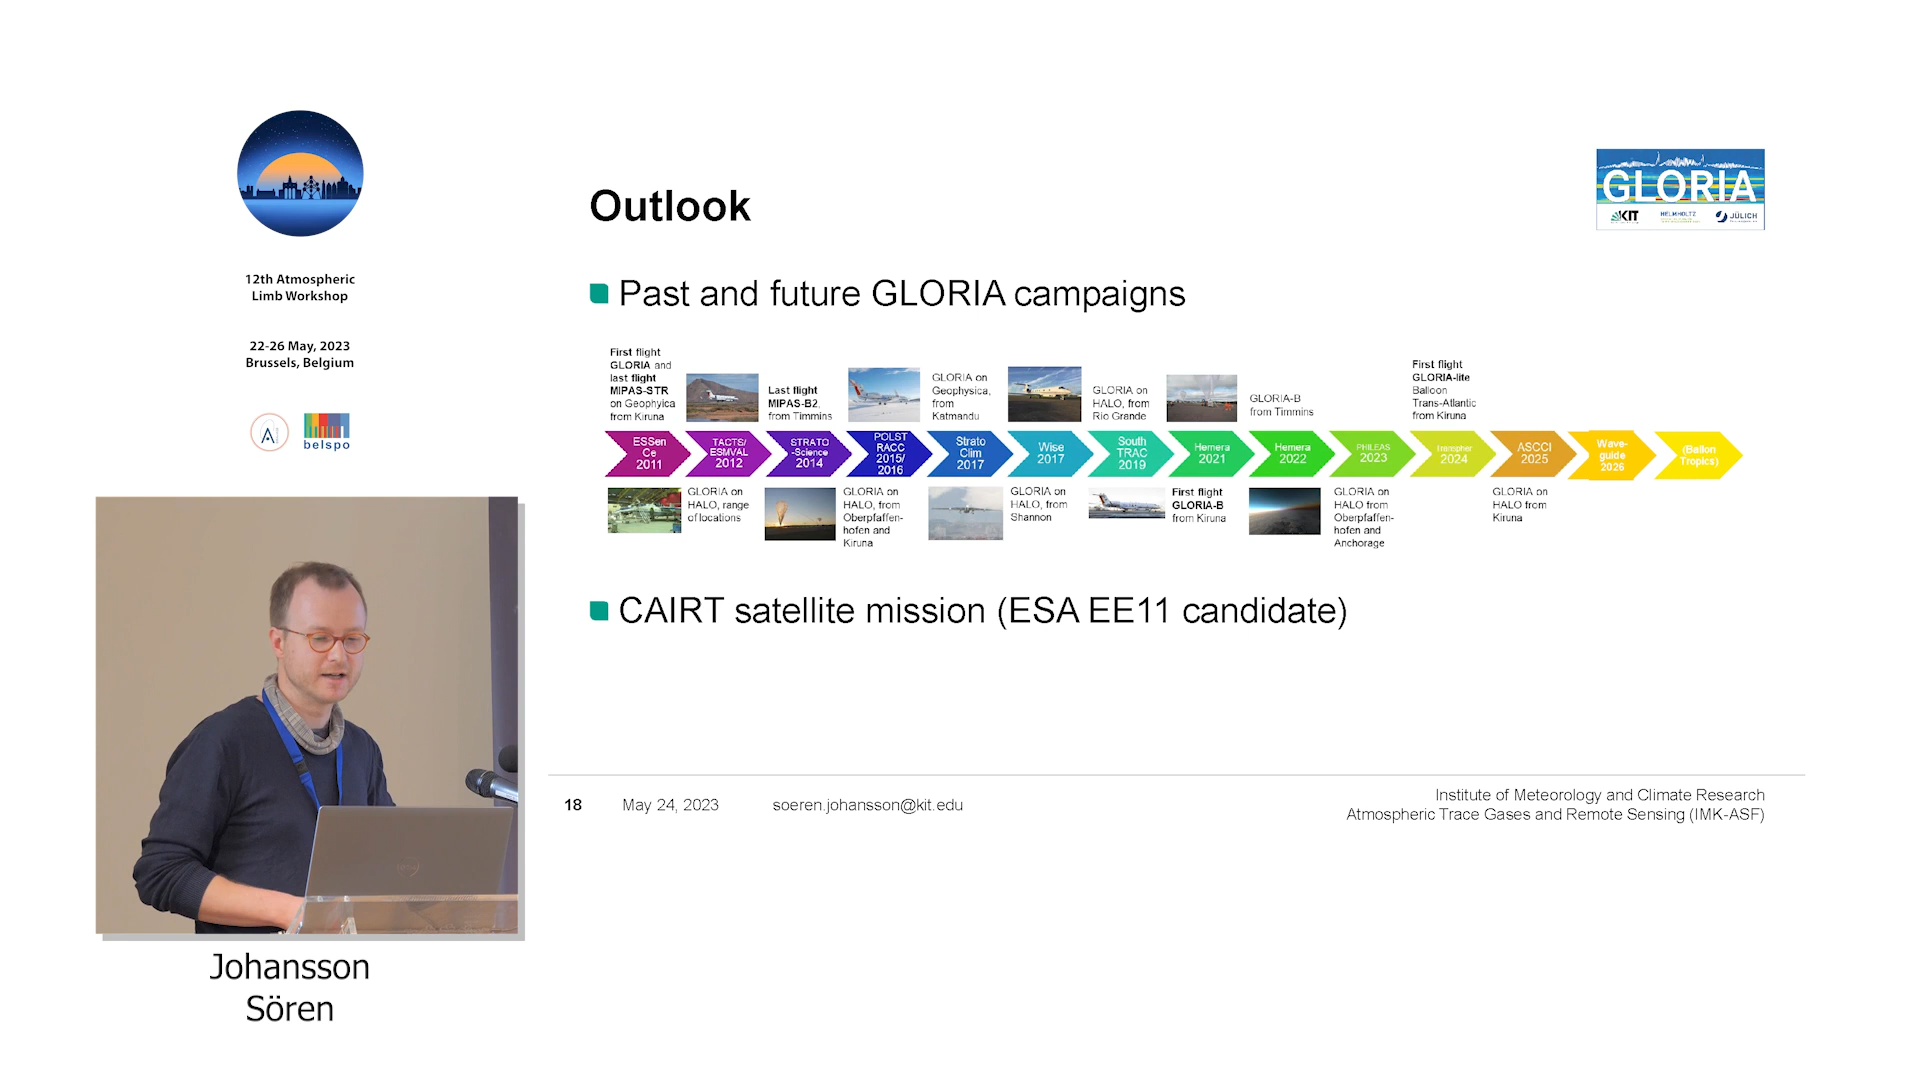 12th Atmospheric
Limb Workshop
22-26 May, 2023
Brussels, Belgium
belspo
Johansson
Sören
Outlook
GLORIA
KIT
HELMHOLTZ
JÜLICH
Past and future GLORIA campaigns
First flight
GLORIA and
last flight
MIPAS-STR
on Geophyica
from Kiruna
Last flight
MIPAS-B2,
from Timmins
GLORIA on
Geophysica,
from
Katmandu
GLORIA on
HALO, from
Rio Grande
GLORIA-B
from Timmins
First flight
GLORIA-lite
Balloon
Trans-Atlantic
from Kiruna
ESSen
Ce
2011
TACTS/
ESMVAL
2012
STRATO
-Science
2014
POLST
RACC
2015/
2016
Strato
Clim
2017
Wise
2017
South
TRAC
2019
Hemera
2021
Hemera
2022
PHILEAS
2023
2024
ASCCI
2025
Wave-
guide
2026
(Ballon
Tropics)
GLORIA on
HALO, range
of locations
GLORIA on
HALO, from
Oberpfaffen-
hofen and
Kiruna
GLORIA on
HALO, from
Shannon
First flight
GLORIA-B
from Kiruna
GLORIA on
HALO from
Oberpfaffen-
hofen and
Anchorage
GLORIA on
HALO from
Kiruna
CAIRT satellite mission (ESA EE11 candidate)
18
May 24, 2023
soeren.johansson@kit.edu
Institute of Meteorology and Climate Research
Atmospheric Trace Gases and Remote Sensing (IMK-ASF)